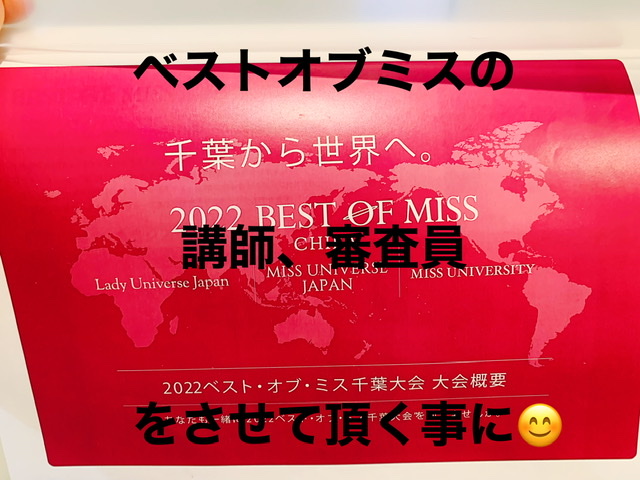 ベストオブミスの
千葉から世界へ。
2022 BEST OF MISS
講師、審査員
Lady Universe Japan
MISS UNIVERSE
JAPAN
MISS UNIVERSITY
2022ベスト・オブ・ミス千葉大会 大会概要
をさせて頂く事に😊